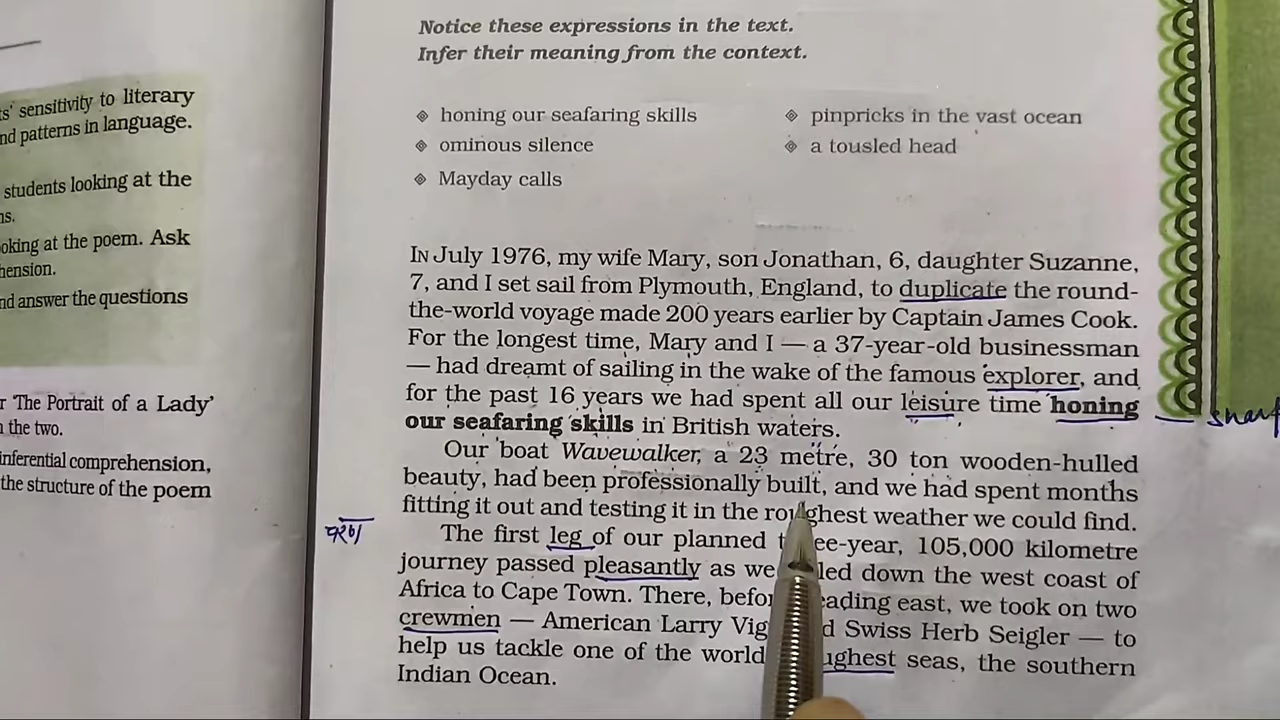 ts' sensitivity to literary
nd patterns in language.
students looking at the
ns.
oking at the poem. Ask
hension.
nd answer the questions
r 'The Portrait of a Lady'
n the two.
inferential comprehension,
the structure of the poem
Notice these expressions in the text.
Infer their meaning from the context.
honing our seafaring skills
ominous silence
Mayday calls
pinpricks in the vast ocean
a tousled head
In July 1976, my wife Mary, son Jonathan, 6, daughter Suzanne,
7, and I set sail from Plymouth, England, to duplicate the round-
the-world voyage made 200 years earlier by Captain James Cook.
For the longest time, Mary and I — a 37-year-old businessman
— had dreamt of sailing in the wake of the famous explorer, and
for the past 16 years we had spent all our leisure time honing
our seafaring skills in British waters.
Our boat Wavewalker, a 23 metre, 30 ton wooden-hulled
beauty, had been professionally built, and we had spent months
fitting it out and testing it in the roughest weather we could find.
The first leg of our planned ee-year, 105,000 kilometre
journey passed pleasantly as we led down the west coast of
Africa to Cape Town. There, befo eading east, we took on two
crewmen — American Larry Vig d Swiss Herb Seigler — to
help us tackle one of the world ughest seas, the southern
Indian Ocean.
चरण